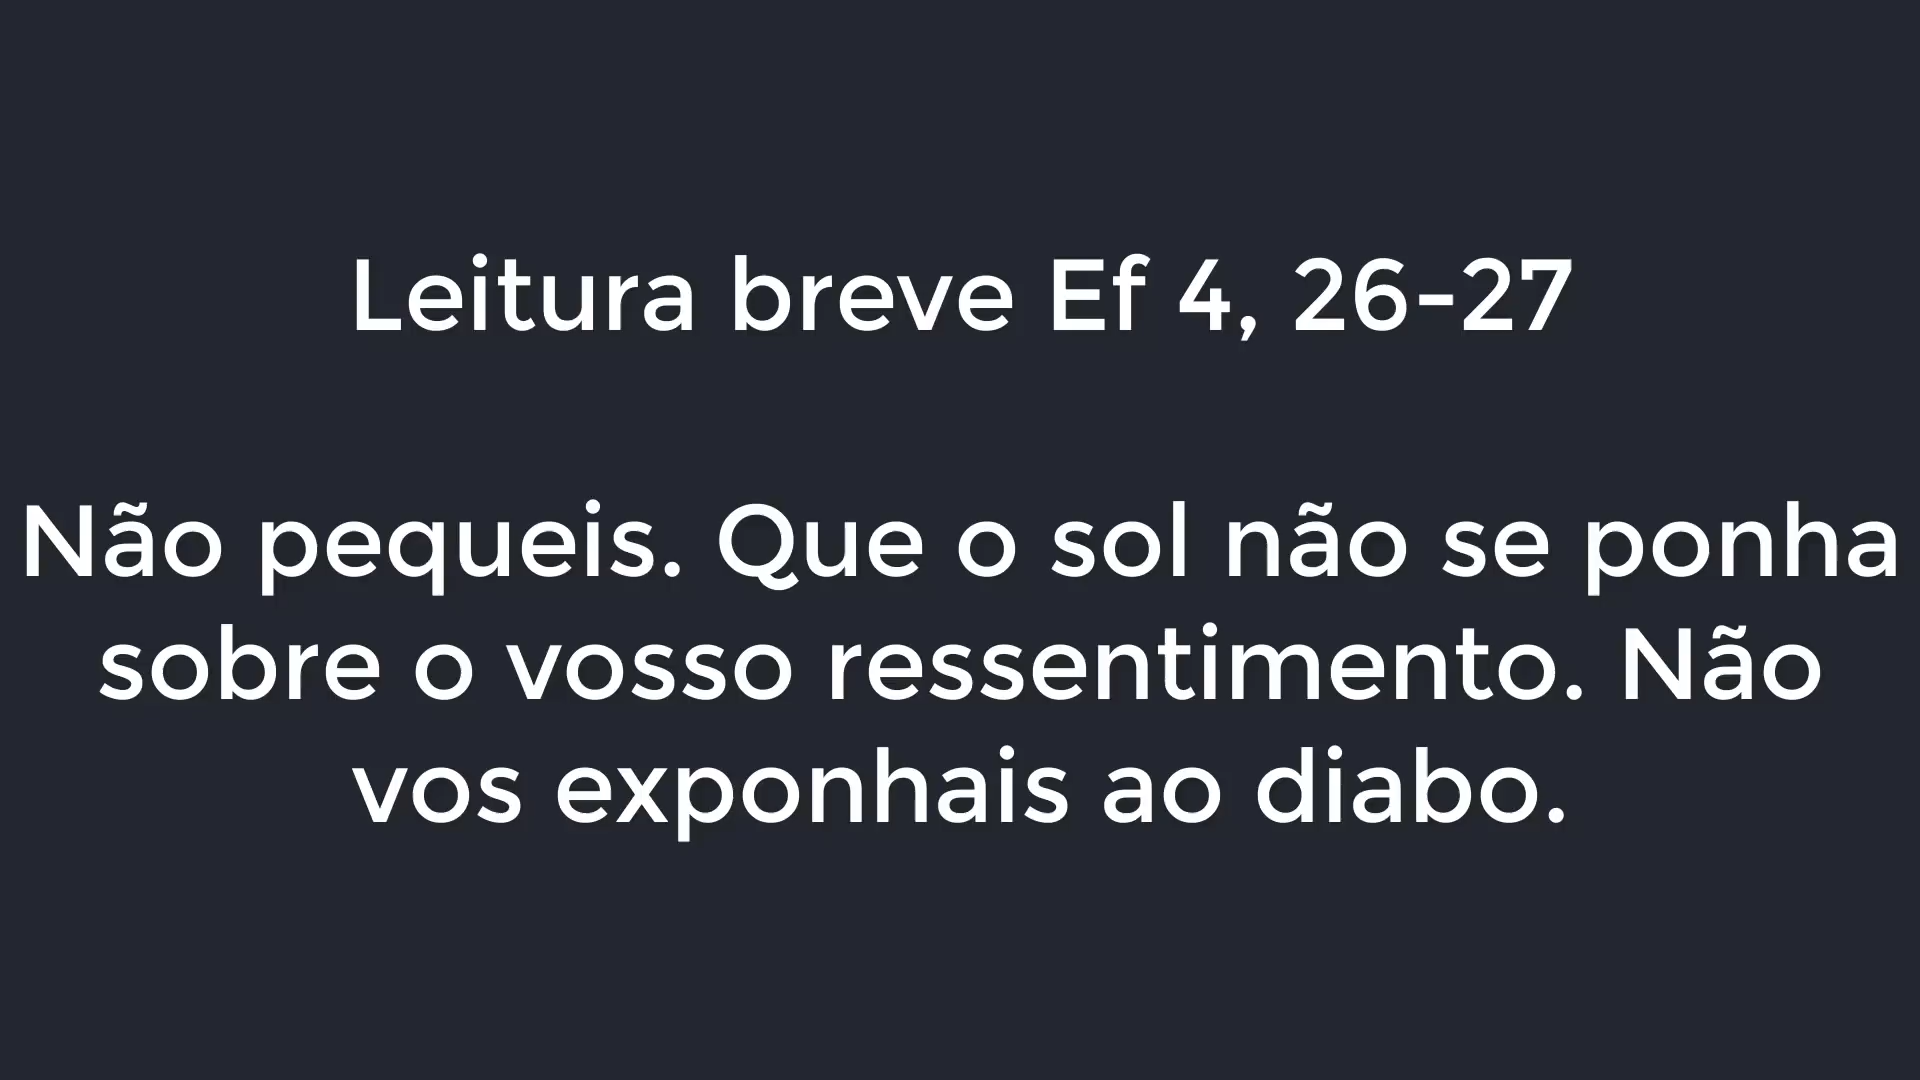 Leitura breve Ef 4, 26-27
Não pequeis. Que o sol não se ponha
sobre o vosso ressentimento. Não
vos exponhais ao diabo.